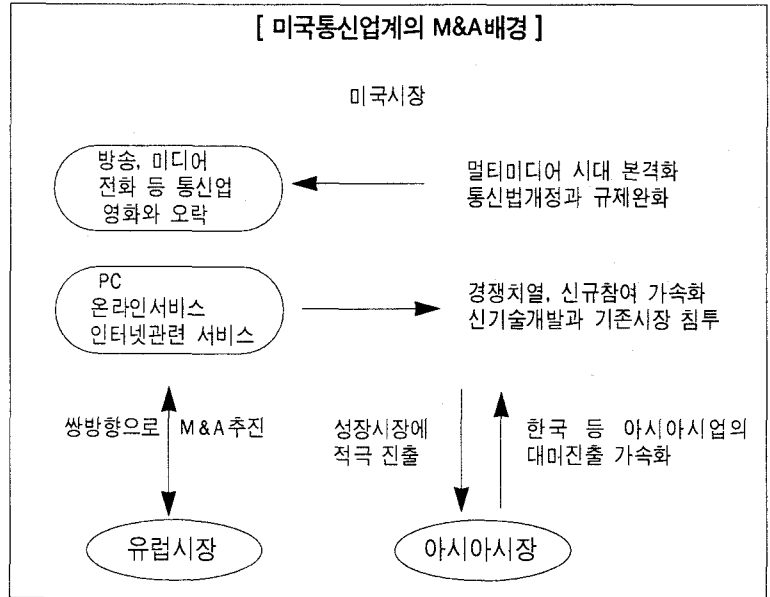 [ 미국통신업계의 M&A배경 ]
미국시장
방송, 미디어
전화 등 통신업
영화와 오락
멀티미디어 시대 본격화
통신법개정과 규제완화
PC
온라인서비스
인터넷관련 서비스
경쟁치열, 신규참여 가속화
신기술개발과 기존시장 침투
쌍방향으로 M&A추진
성장시장에
적극 진출
한국 등 아시아시업의
대미진출 가속화
유럽시장
아시아시장